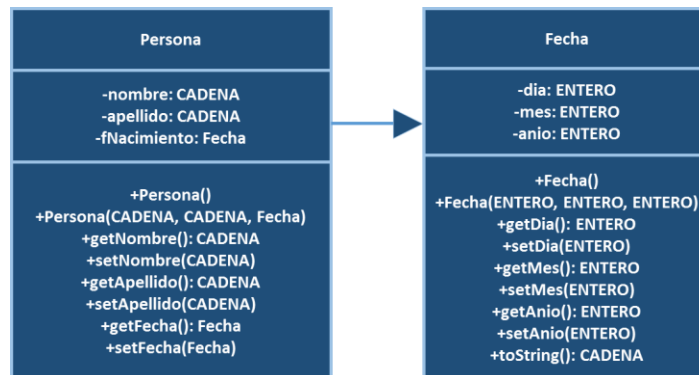 Persona
-nombre: CADENA
-apellido: CADENA
-fNacimiento: Fecha
+Persona()
+Persona(CADENA, CADENA, Fecha)
+getNombre(): CADENA
+setNombre(CADENA)
+getApellido(): CADENA
+setApellido(CADENA)
+getFecha(): Fecha
+setFecha(Fecha)
Fecha
-dia: ENTERO
-mes: ENTERO
-anio: ENTERO
+Fecha()
+Fecha(ENTERO, ENTERO, ENTERO)
+getDia(): ENTERO
+setDia(ENTERO)
+getMes(): ENTERO
+setMes(ENTERO)
+getAnio(): ENTERO
+setAnio(ENTERO)
+toString(): CADENA